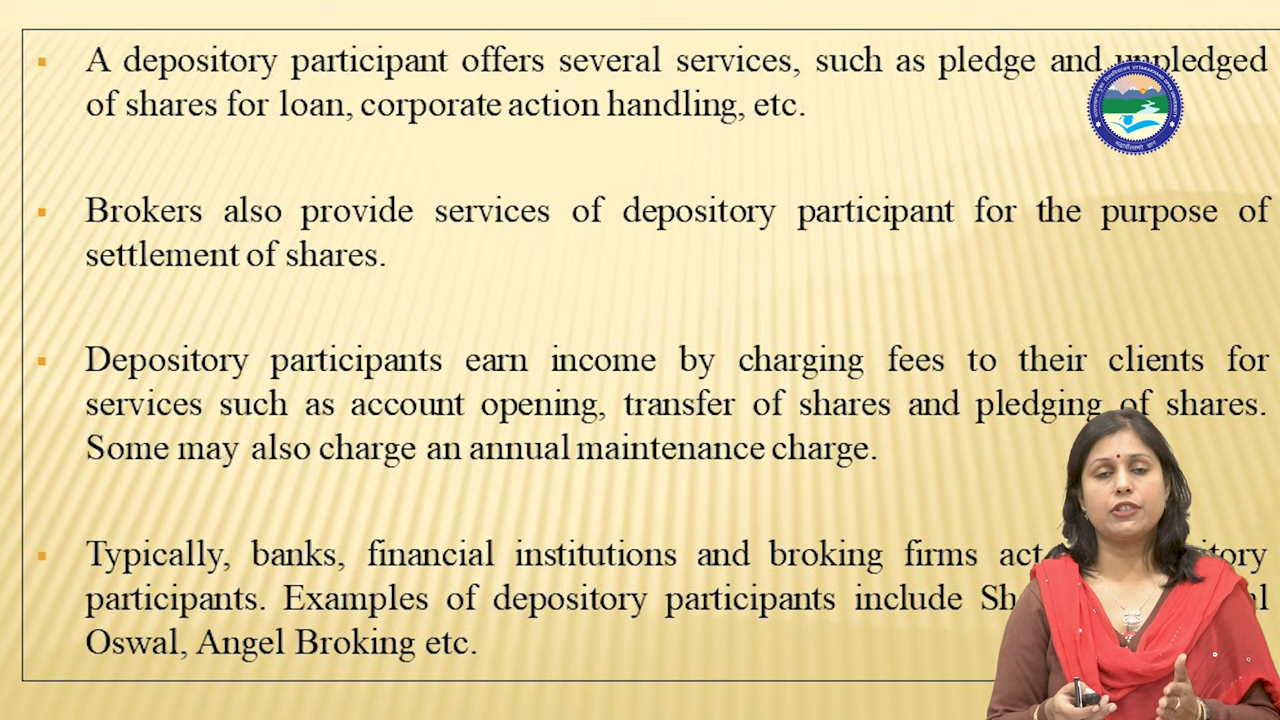 A depository participant offers several services, such as pledge and unpledged
of shares for loan, corporate action handling, etc.
Brokers also provide services of depository participant for the purpose of
settlement of shares.
Depository participants earn income by charging fees to their clients for
services such as account opening, transfer of shares and pledging of shares.
Some may also charge an annual maintenance charge.
Typically, banks, financial institutions and broking firms act
participants. Examples of depository participants include
Oswal, Angel Broking etc.
UTTARAKHAND OPEN UNIVERSITY